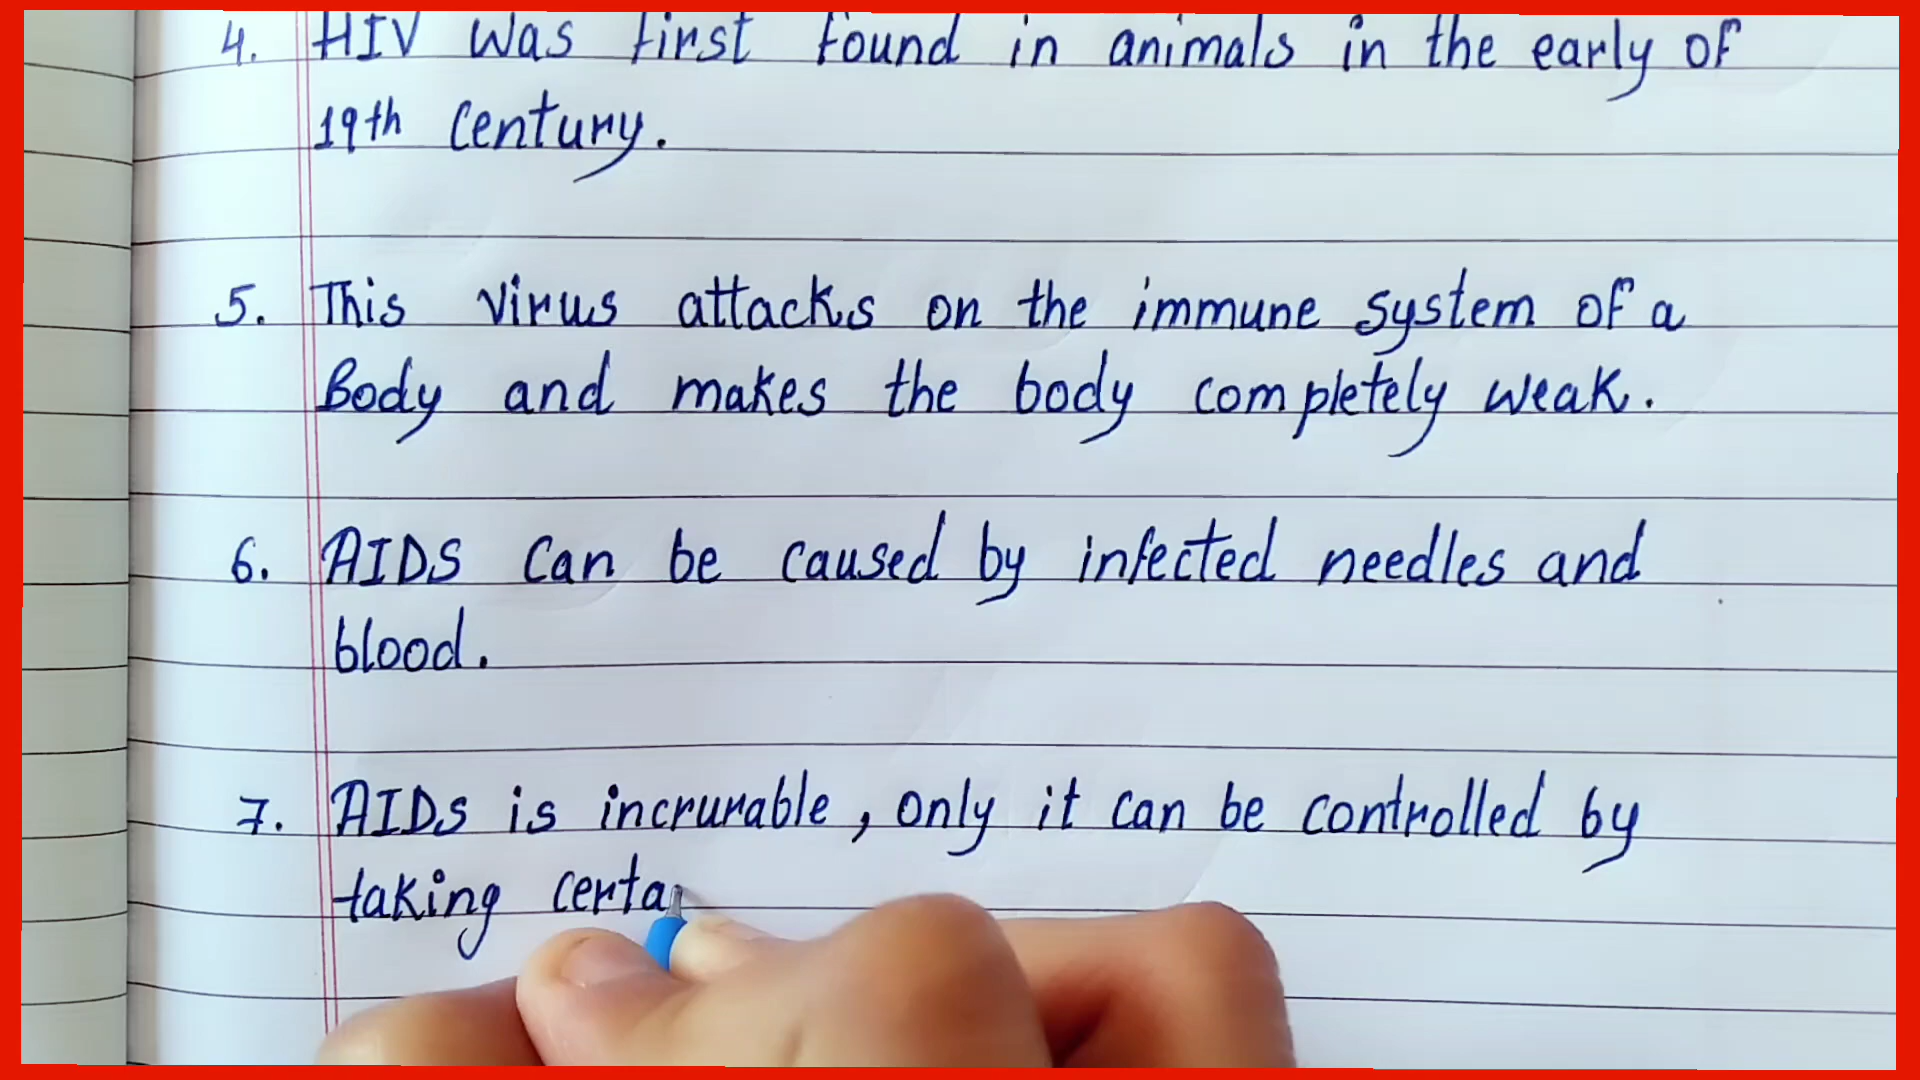 4. HIV was first found in animals in the early of
19th Century.
5. This virus attacks on the immune system of a
Body and makes the body completely weak.
6. AIDS Can be caused by infected needles and
blood.
7. AIDS is incrurable, only it can be controlled by
taking certa